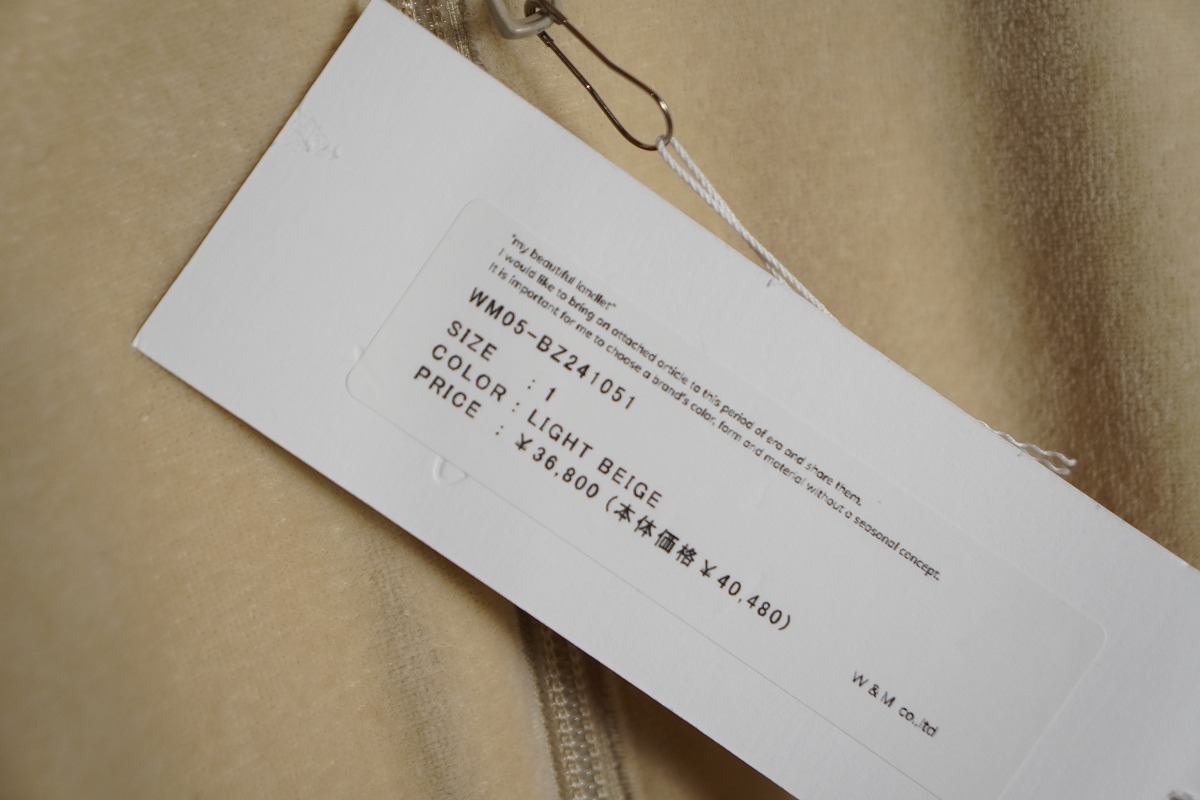 "my beautiful landlet"
I would like to bring an attached article to this period of era and share them.
It is important for me to choose a brand's color, form and material without a seasonal concept.
WM05-BZ241051
SIZE : 1
COLOR : LIGHT BEIGE
PRICE : ¥36,800 (本体価格¥40,480)
W & M co.,ltd